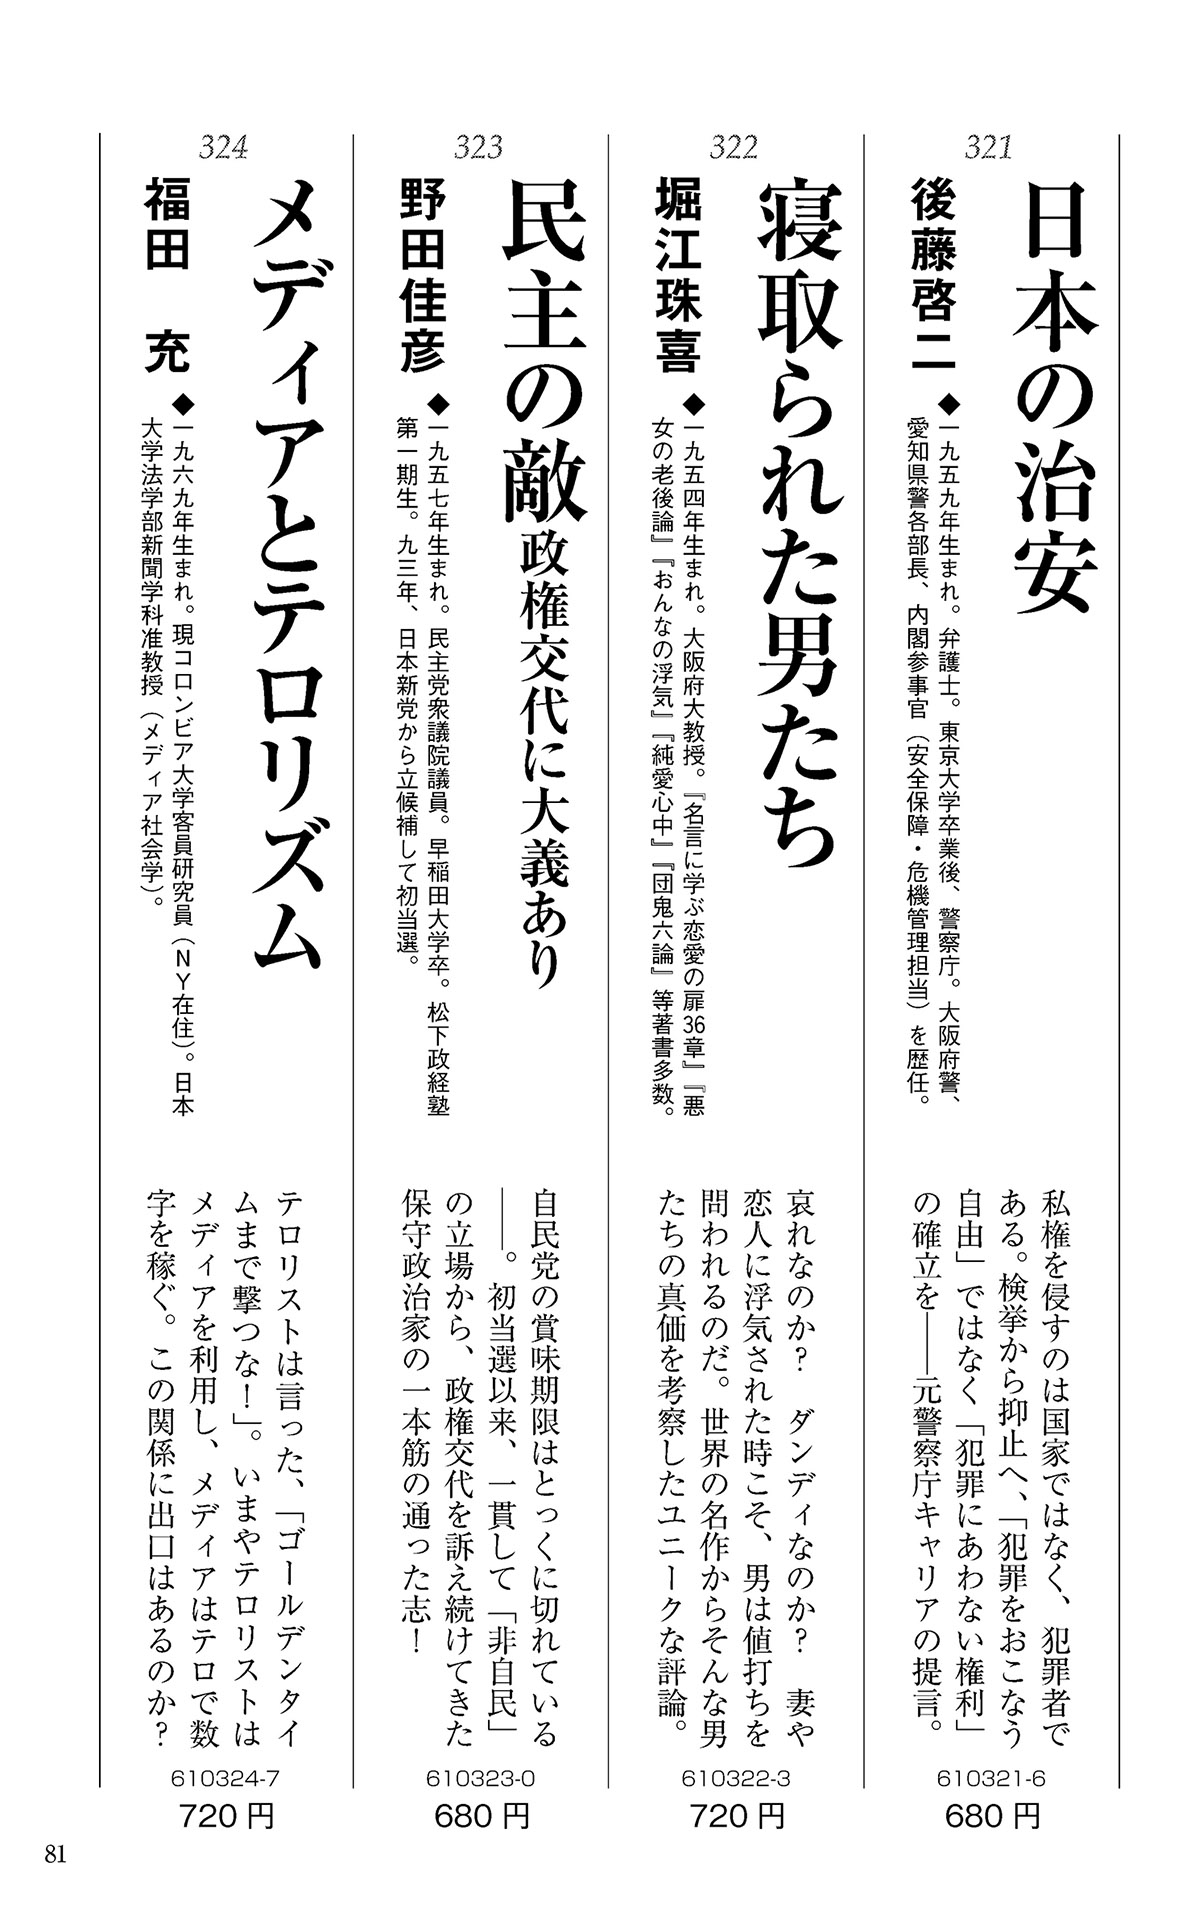 321
日本の治安
後藤啓二
◆一九五九年生まれ。弁護士。東京大学卒業後、警察庁。大阪府警、
愛知県警各部長、内閣参事官（安全保障・危機管理担当）を歴任。
私権を侵すのは国家ではなく、犯罪者で
ある。検挙から抑止へ、「犯罪をおこなう
自由」ではなく「犯罪にあわない権利」
の確立を――元警察庁キャリアの提言。
610321-6
680円
322
寝取られた男たち
堀江珠喜
◆一九五四年生まれ。大阪府大教授。『名言に学ぶ恋愛の扉36章』『悪
女の老後論』『おんなの浮気』『純愛心中』『団鬼六論』等著書多数。
哀れなのか？　ダンディなのか？　妻や
恋人に浮気された時こそ、男は値打ちを
問われるのだ。世界の名作からそんな男
たちの真価を考察したユニークな評論。
610322-3
720円
323
民主の敵 政権交代に大義あり
野田佳彦
◆一九五七年生まれ。民主党衆議院議員。早稲田大学卒。松下政経塾
第一期生。九三年、日本新党から立候補して初当選。
自民党の賞味期限はとっくに切れている
――。初当選以来、一貫して「非自民」
の立場から、政権交代を訴え続けてきた
保守政治家の一本筋の通った志！
610323-0
680円
324
メディアとテロリズム
福田　充
◆一九六九年生まれ。現コロンビア大学客員研究員（ＮＹ在住）。日本
大学法学部新聞学科准教授（メディア社会学）。
テロリストは言った、「ゴールデンタイ
ムまで撃つな！」。いまやテロリストは
メディアを利用し、メディアはテロで数
字を稼ぐ。この関係に出口はあるのか？
610324-7
720円
81